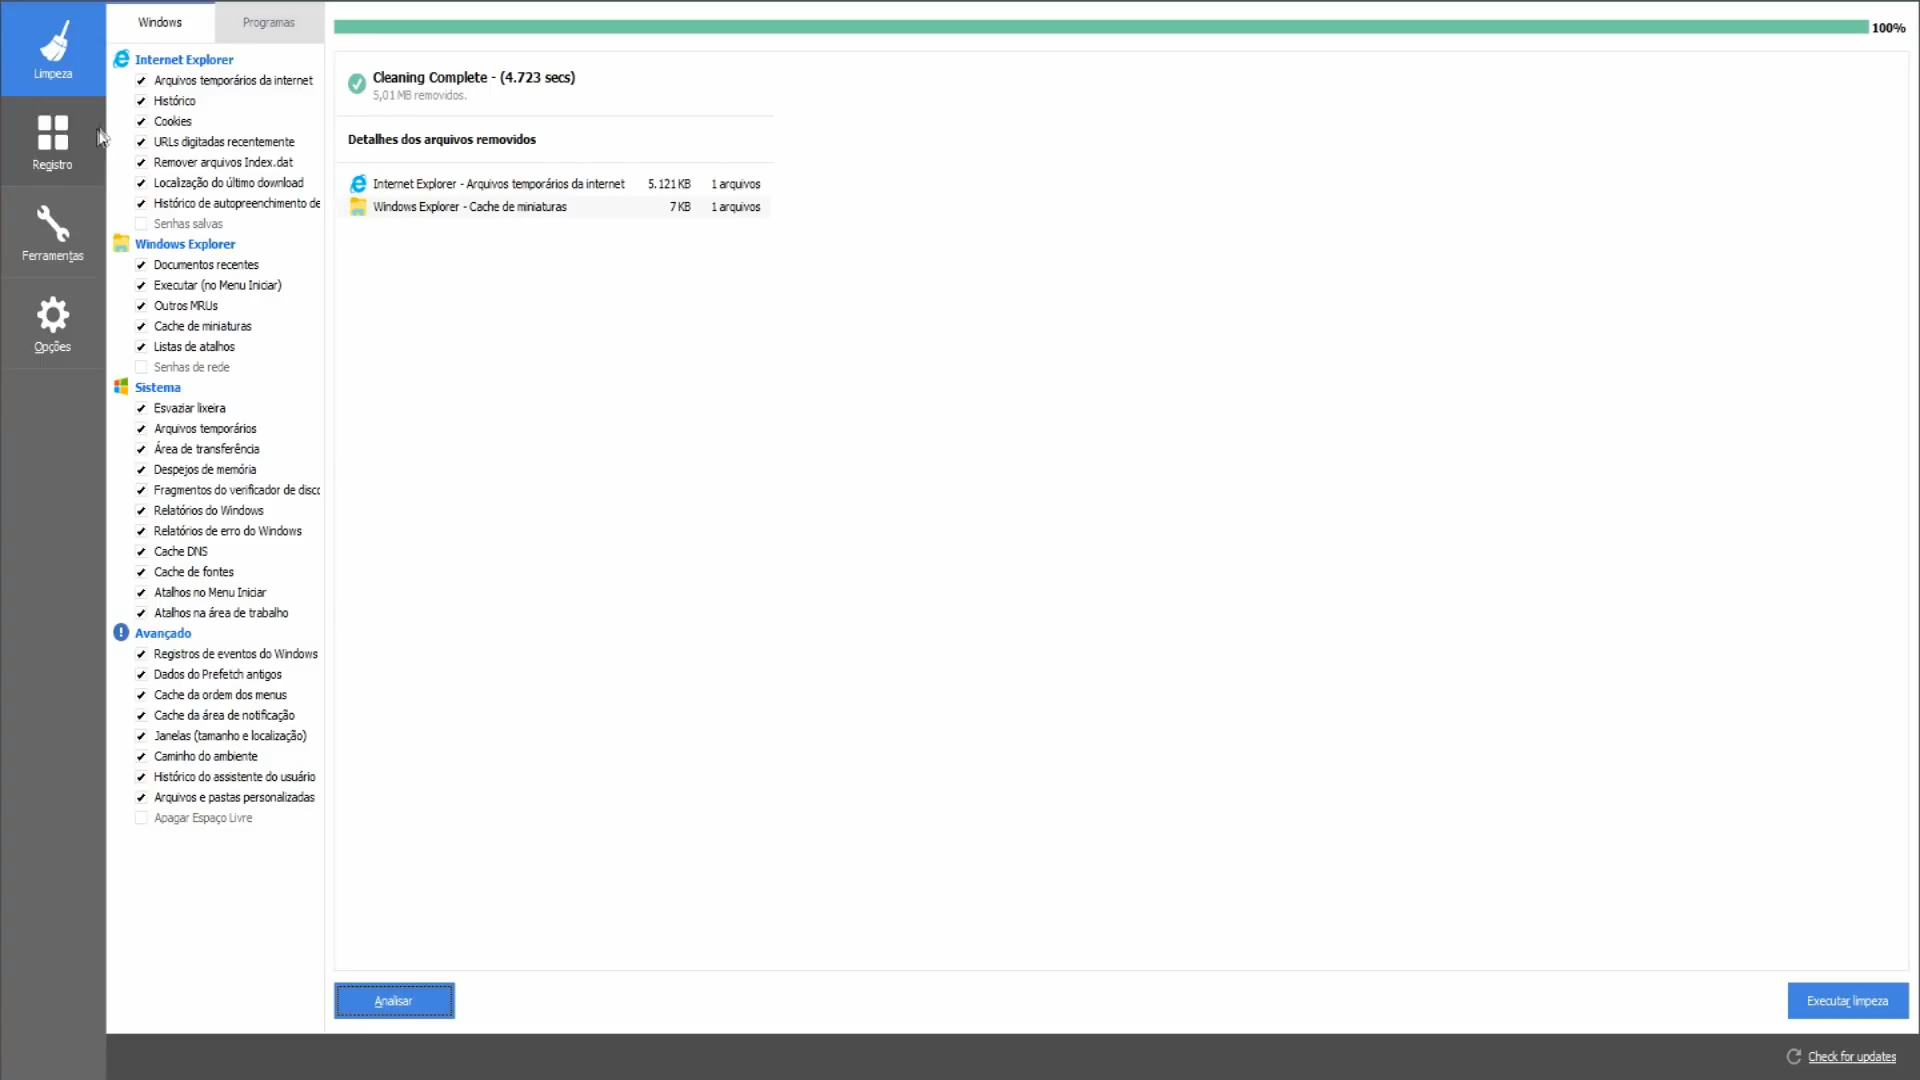 Limpeza
Registro
Ferramentas
Opções
Windows
Programas
Internet Explorer
Arquivos temporários da internet
Histórico
Cookies
URLs digitadas recentemente
Remover arquivos Index.dat
Localização do último download
Histórico de autopreenchimento de
Senhas salvas
Windows Explorer
Documentos recentes
Executar (no Menu Iniciar)
Outros MRUs
Cache de miniaturas
Listas de atalhos
Senhas de rede
Sistema
Esvaziar lixeira
Arquivos temporários
Área de transferência
Despejos de memória
Fragmentos do verificador de disco
Relatórios do Windows
Relatórios de erro do Windows
Cache DNS
Cache de fontes
Atalhos no Menu Iniciar
Atalhos na área de trabalho
Avançado
Registros de eventos do Windows
Dados do Prefetch antigos
Cache da ordem dos menus
Cache da área de notificação
Janelas (tamanho e localização)
Caminho do ambiente
Histórico do assistente do usuário
Arquivos e pastas personalizadas
Apagar Espaço Livre
100%
Cleaning Complete - (4.723 secs)
5,01 MB removidos.
Detalhes dos arquivos removidos
Internet Explorer - Arquivos temporários da internet 5.121 KB 1 arquivos
Windows Explorer - Cache de miniaturas 7 KB 1 arquivos
Analisar
Executar limpeza
Check for updates